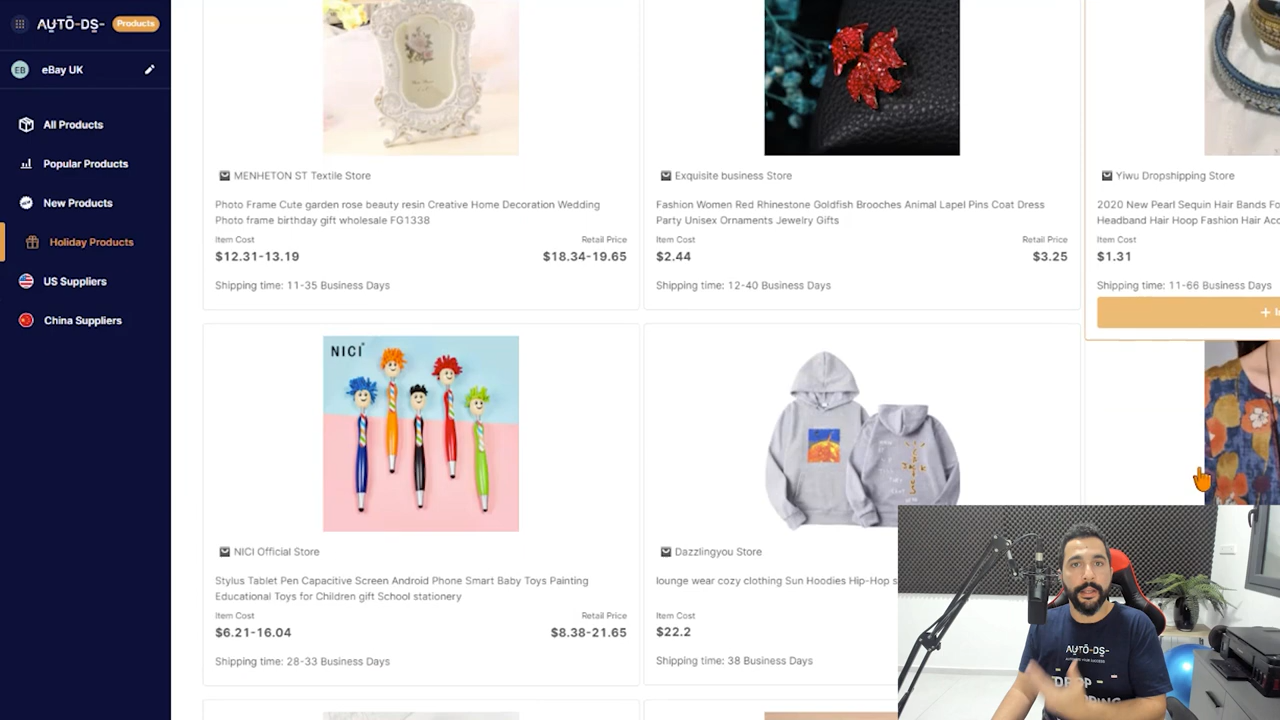 AUTO-DS- Products
EB eBay UK
All Products
Popular Products
New Products
Holiday Products
US Suppliers
China Suppliers
MENHETON ST Textile Store
Photo Frame Cute garden rose beauty resin Creative Home Decoration Wedding
Photo frame birthday gift wholesale FG1338
Item Cost Retail Price
$12.31-13.19 $18.34-19.65
Shipping time: 11-35 Business Days
Exquisite business Store
Fashion Women Red Rhinestone Goldfish Brooches Animal Lapel Pins Coat Dress
Party Unisex Ornaments Jewelry Gifts
Item Cost Retail Price
$2.44 $3.25
Shipping time: 12-40 Business Days
Yiwu Dropshipping Store
2020 New Pearl Sequin Hair Bands
Headband Hair Hoop Fashion Hair
Item Cost
$1.31
Shipping time: 11-66 Business Days
+
NICI
NICI Official Store
Stylus Tablet Pen Capacitive Screen Android Phone Smart Baby Toys Painting
Educational Toys for Children gift School stationery
Item Cost Retail Price
$6.21-16.04 $8.38-21.65
Shipping time: 28-33 Business Days
Dazzlingyou Store
lounge wear cozy clothing Sun Hoodies Hip-Hop
Item Cost
$22.2
Shipping time: 38 Business Days
AUTO-DS-